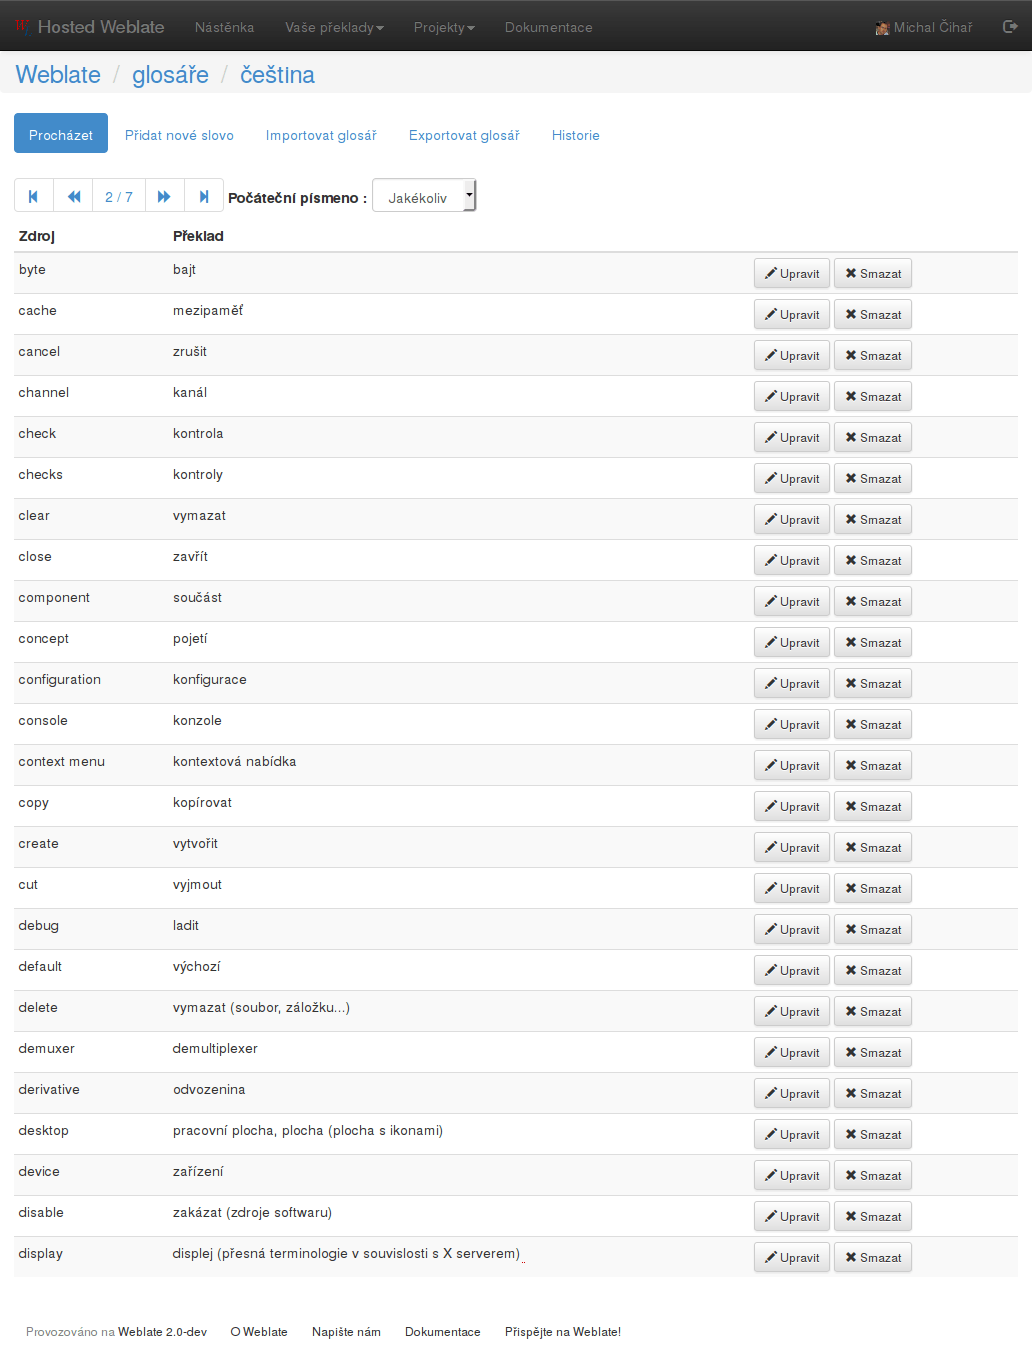 Hosted Weblate Nástěnka Vaše překlady Projekty Dokumentace Michal Čihař
Weblate / glosáře / čeština
Procházet Přidat nové slovo Importovat glosář Exportovat glosář Historie
2 / 7 Počáteční písmeno : Jakékoliv
Zdroj Překlad
byte bajt Upravit Smazat
cache mezipaměť Upravit Smazat
cancel zrušit Upravit Smazat
channel kanál Upravit Smazat
check kontrola Upravit Smazat
checks kontroly Upravit Smazat
clear vymazat Upravit Smazat
close zavřít Upravit Smazat
component součást Upravit Smazat
concept pojetí Upravit Smazat
configuration konfigurace Upravit Smazat
console konzole Upravit Smazat
context menu kontextová nabídka Upravit Smazat
copy kopírovat Upravit Smazat
create vytvořit Upravit Smazat
cut vyjmout Upravit Smazat
debug ladit Upravit Smazat
default výchozí Upravit Smazat
delete vymazat (soubor, záložku...) Upravit Smazat
demuxer demultiplexer Upravit Smazat
derivative odvozenina Upravit Smazat
desktop pracovní plocha, plocha (plocha s ikonami) Upravit Smazat
device zařízení Upravit Smazat
disable zakázat (zdroje softwaru) Upravit Smazat
display displej (přesná terminologie v souvislosti s X serverem) Upravit Smazat
Provozováno na Weblate 2.0-dev O Weblate Napište nám Dokumentace Přispějte na Weblate!